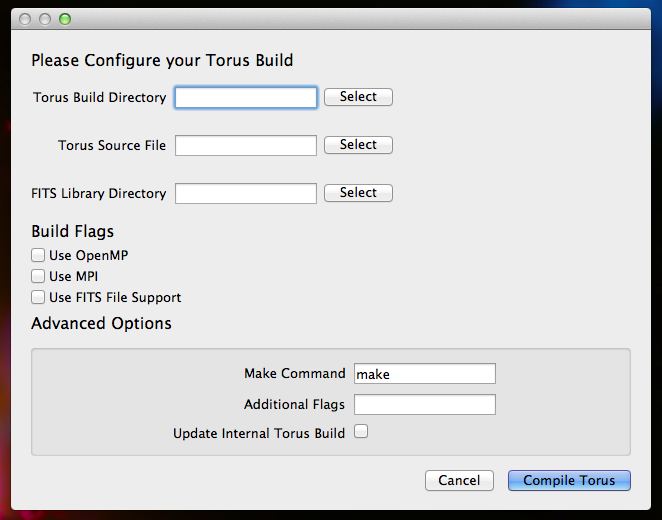 Please Configure your Torus Build
Torus Build Directory Select
Torus Source File Select
FITS Library Directory Select
Build Flags
Use OpenMP
Use MPI
Use FITS File Support
Advanced Options
Make Command make
Additional Flags
Update Internal Torus Build
Cancel Compile Torus